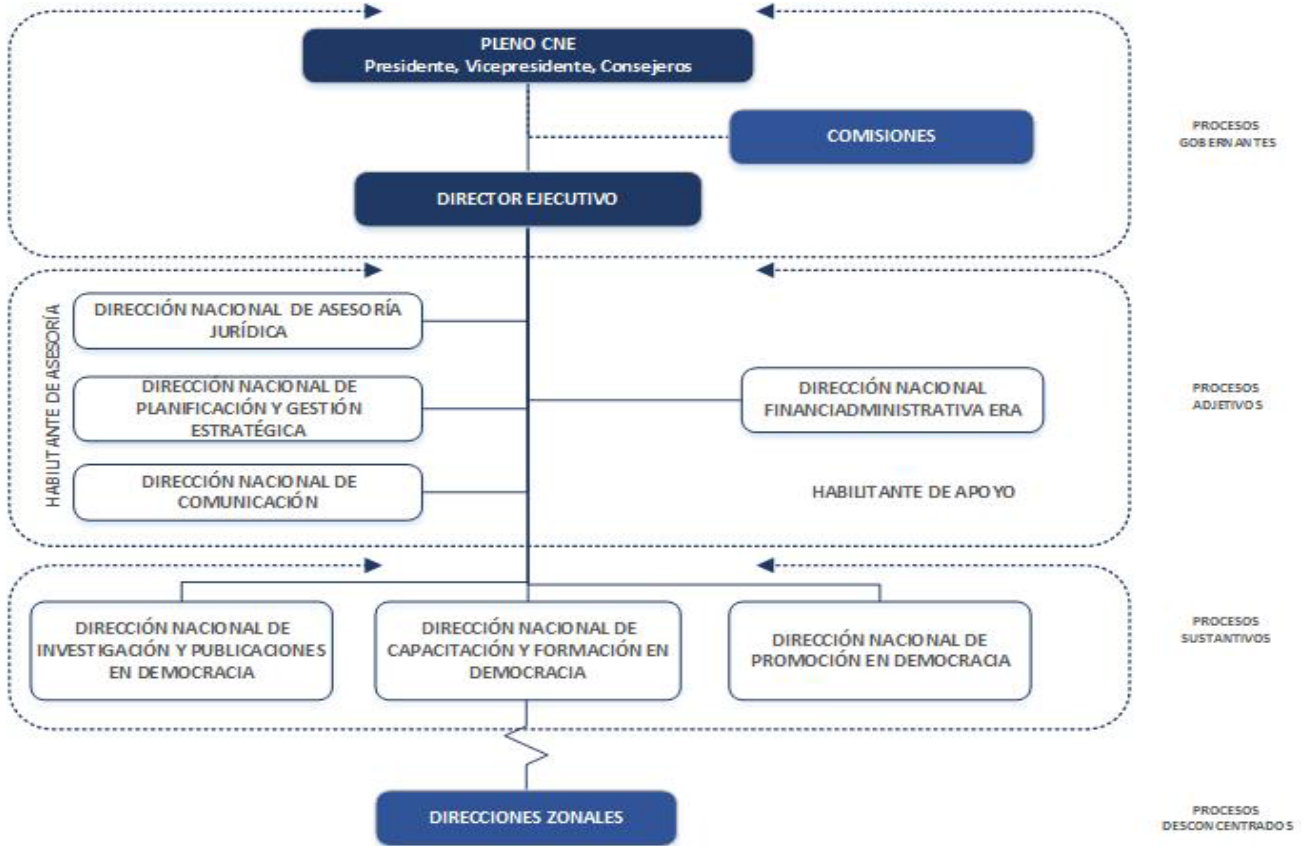 PLENO CNE
Presidente, Vicepresidente, Consejeros
COMISIONES
PROCESOS
GOBERNANTES
DIRECTOR EJECUTIVO
HABILITANTE DE ASESORÍA
DIRECCIÓN NACIONAL DE ASESORÍA
JURÍDICA
DIRECCIÓN NACIONAL DE
PLANIFICACIÓN Y GESTIÓN
ESTRATÉGICA
DIRECCIÓN NACIONAL DE
COMUNICACIÓN
DIRECCIÓN NACIONAL
FINANCIADMINISTRATIVA ERA
HABILITANTE DE APOYO
PROCESOS
ADJETIVOS
DIRECCIÓN NACIONAL DE
INVESTIGACIÓN Y PUBLICACIONES
EN DEMOCRACIA
DIRECCIÓN NACIONAL DE
CAPACITACIÓN Y FORMACIÓN EN
DEMOCRACIA
DIRECCIÓN NACIONAL DE
PROMOCIÓN EN DEMOCRACIA
PROCESOS
SUSTANTIVOS
DIRECCIONES ZONALES
PROCESOS
DESCONCENTRADOS